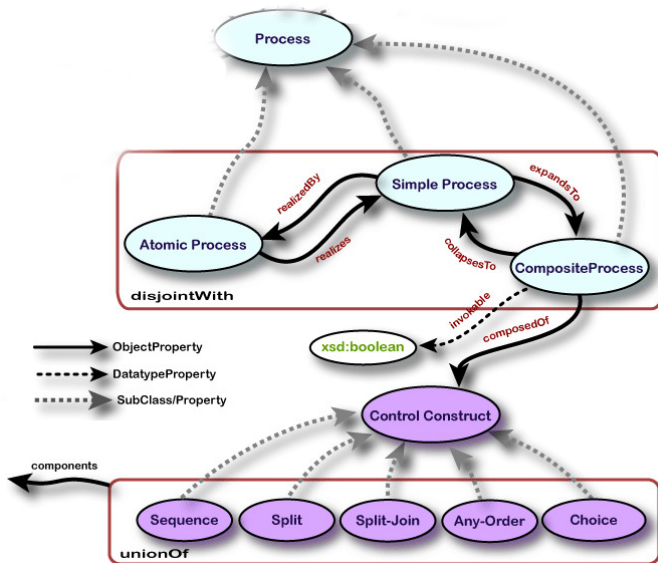 Process
Simple Process
expandsTo
realizedBy
Atomic Process
realizes
collapsesTo
CompositeProcess
disjointWith
invokable
composedOf
xsd:boolean
ObjectProperty
DatatypeProperty
SubClass/Property
Control Construct
components
Sequence
Split
Split-Join
Any-Order
Choice
unionOf